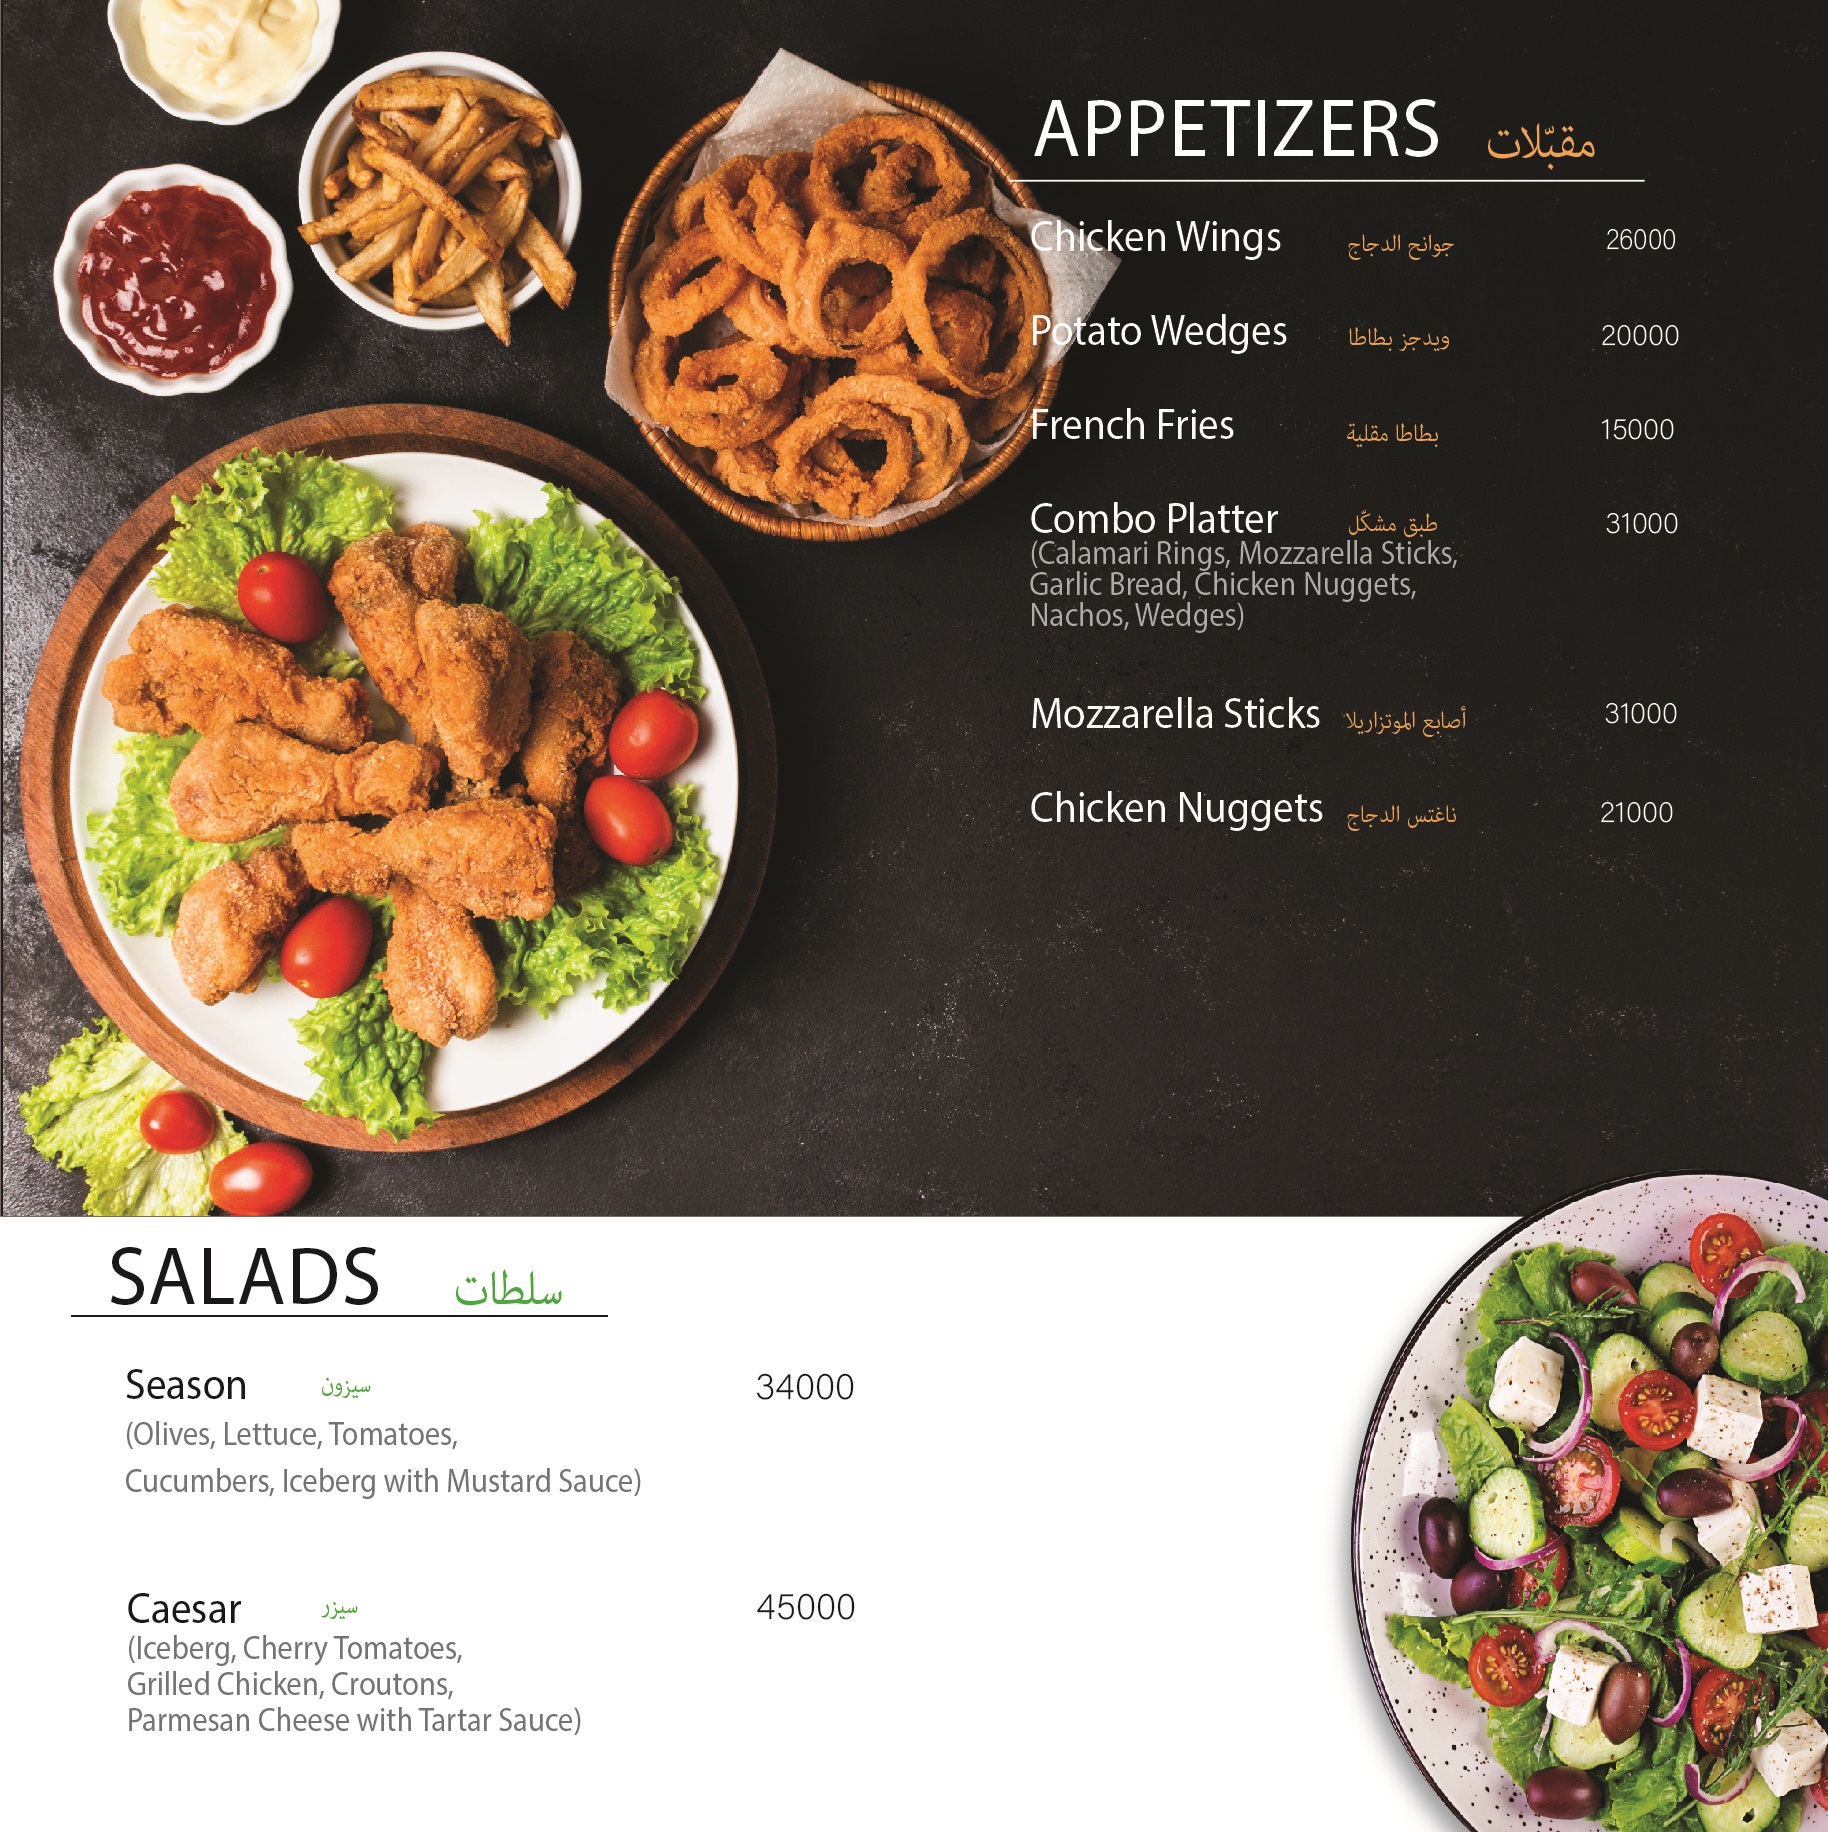 APPETIZERS مقبّلات
Chicken Wings جوانح الدجاج 26000
Potato Wedges ويدجز بطاطا 20000
French Fries بطاطا مقلية 15000
Combo Platter طبق مشكّل 31000
(Calamari Rings, Mozzarella Sticks,
Garlic Bread, Chicken Nuggets,
Nachos, Wedges)
Mozzarella Sticks أصابع الموتزاريلا 31000
Chicken Nuggets ناغتس الدجاج 21000
SALADS سلطات
Season سيزون 34000
(Olives, Lettuce, Tomatoes,
Cucumbers, Iceberg with Mustard Sauce)
Caesar سيزر 45000
(Iceberg, Cherry Tomatoes,
Grilled Chicken, Croutons,
Parmesan Cheese with Tartar Sauce)